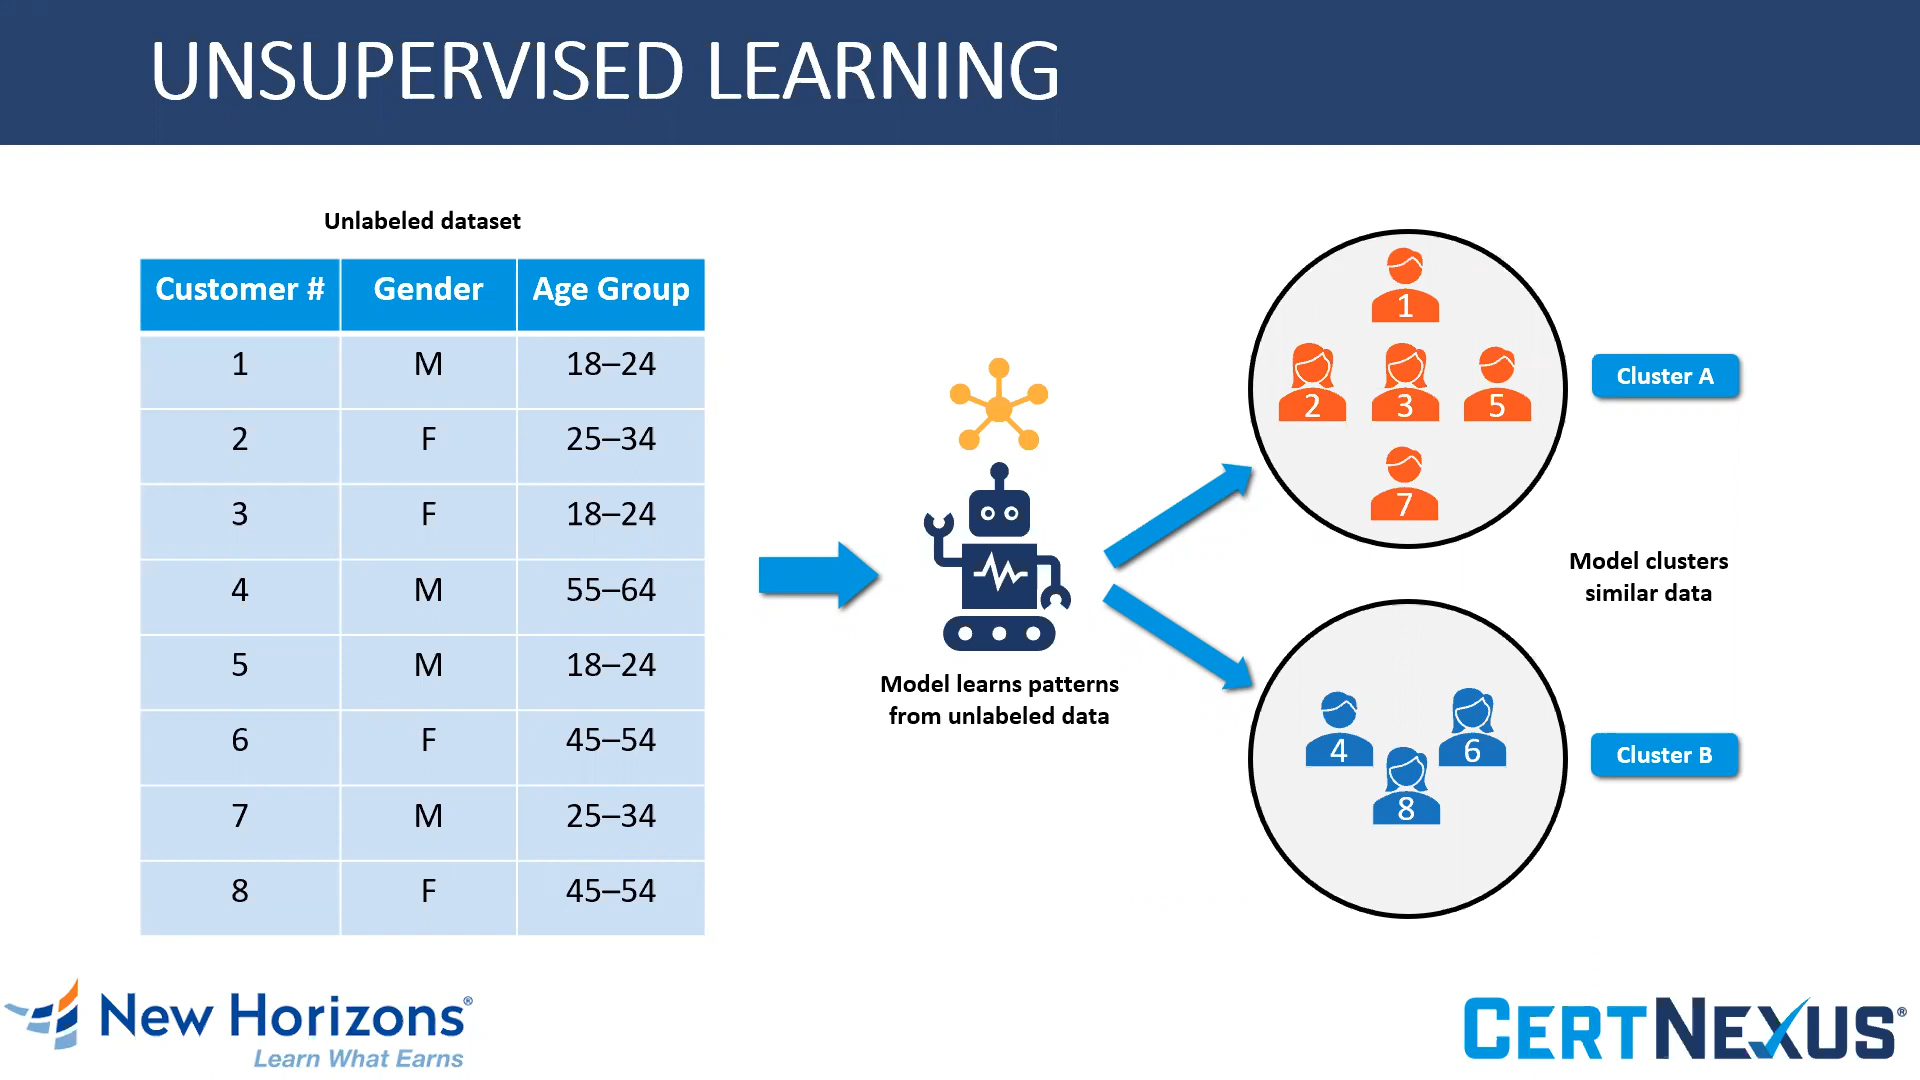 UNSUPERVISED LEARNING
Unlabeled dataset
Customer # Gender Age Group
1 M 18–24
2 F 25–34
3 F 18–24
4 M 55–64
5 M 18–24
6 F 45–54
7 M 25–34
8 F 45–54
Model learns patterns
from unlabeled data
1
2 3 5
7
Cluster A
Model clusters
similar data
4 6
8
Cluster B
New Horizons®
Learn What Earns
CERTNEXUS®